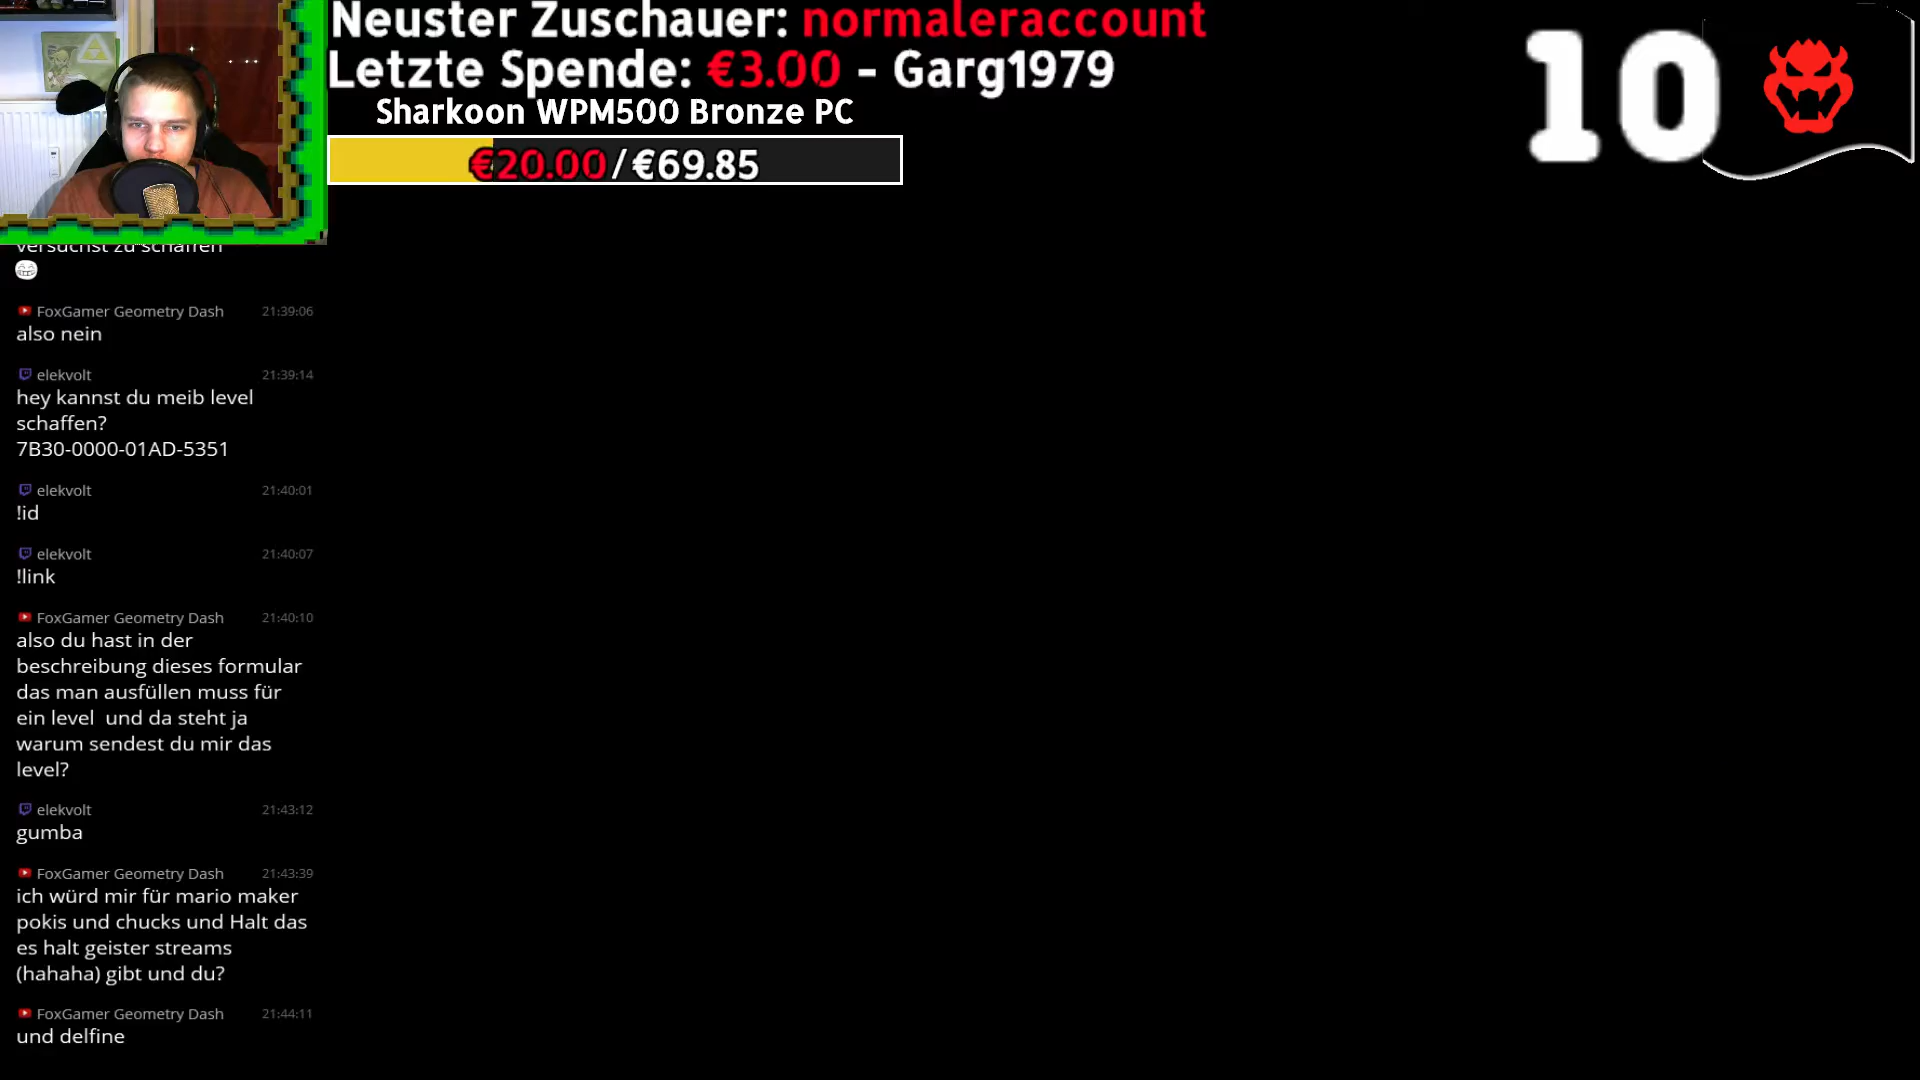 Neuster Zuschauer: normaleraccount
Letzte Spende: €3.00 - Garg1979
Sharkoon WPM500 Bronze PC
€20.00/€69.85
10
versuchst zu schaffen
FoxGamer Geometry Dash 21:39:06
also nein
elekvolt 21:39:14
hey kannst du meib level
schaffen?
7B30-0000-01AD-5351
elekvolt 21:40:01
!id
elekvolt 21:40:07
!link
FoxGamer Geometry Dash 21:40:10
also du hast in der
beschreibung dieses formular
das man ausfüllen muss für
ein level und da steht ja
warum sendest du mir das
level?
elekvolt 21:43:12
gumba
FoxGamer Geometry Dash 21:43:39
ich würd mir für mario maker
pokis und chucks und Halt das
es halt geister streams
(hahaha) gibt und du?
FoxGamer Geometry Dash 21:44:11
und delfine